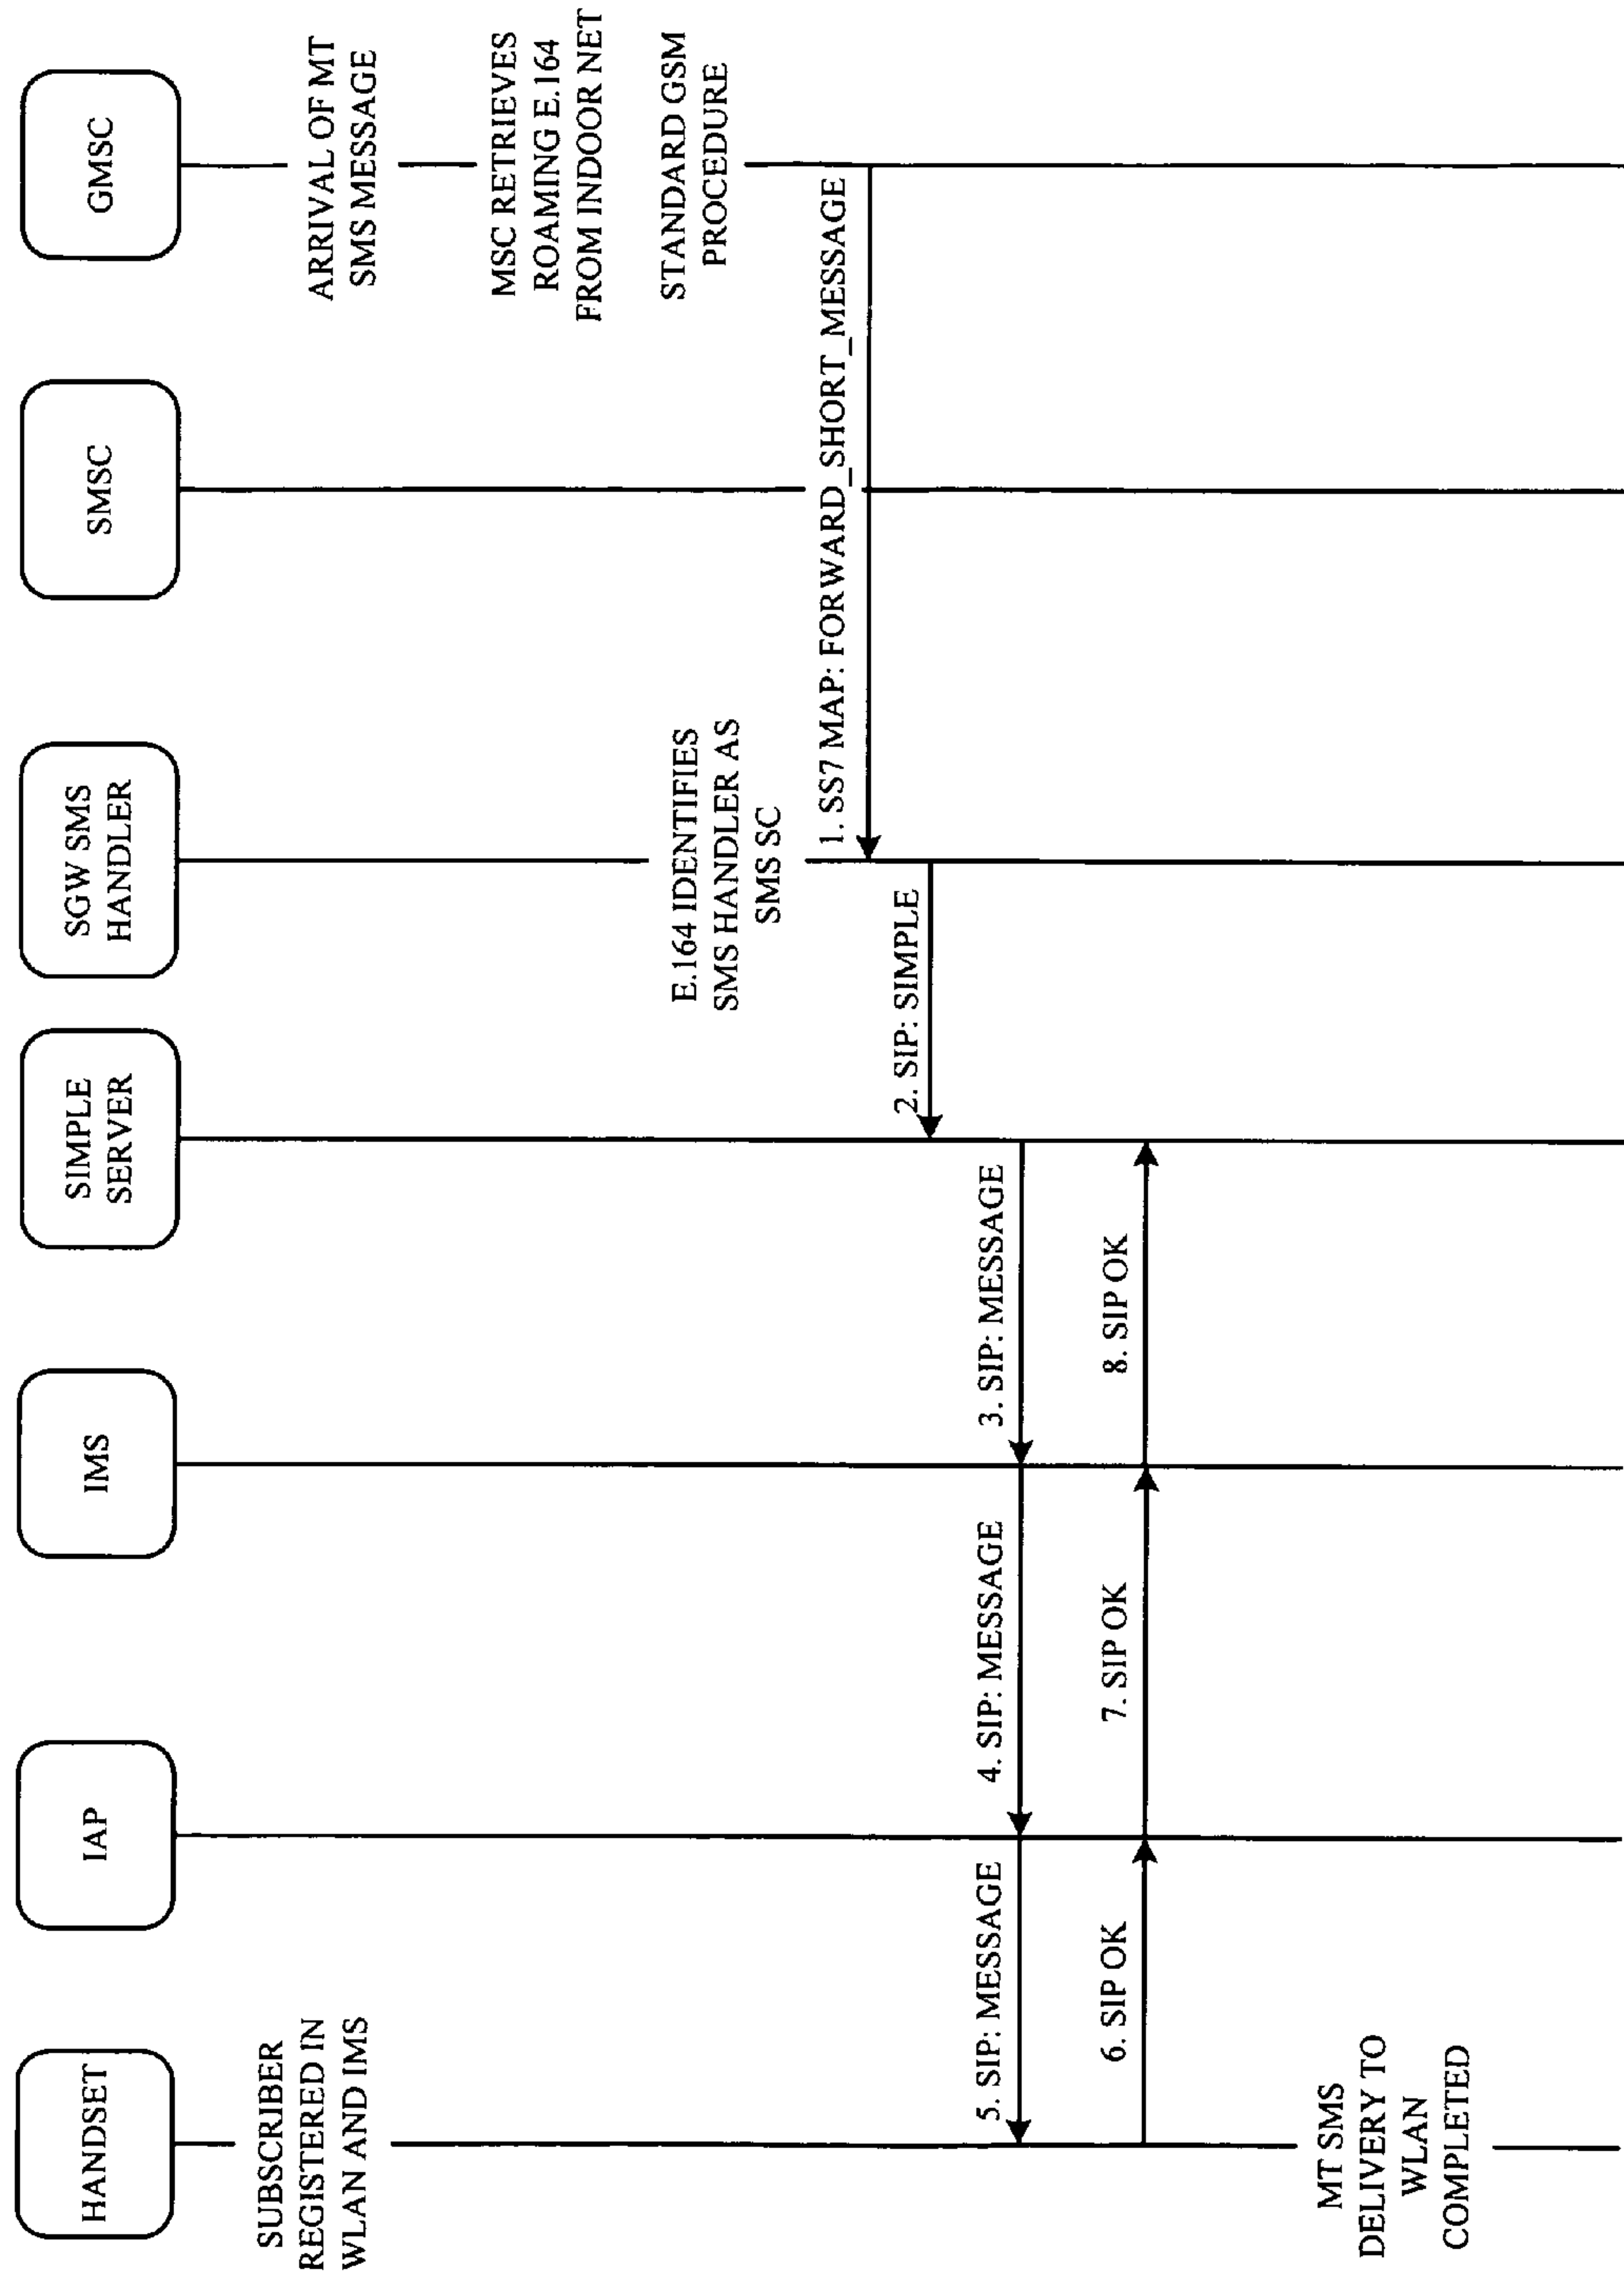 HANDSET
IAP
IMS
SIMPLE
SERVER
SGW SMS
HANDLER
SMSC
GMSC
SUBSCRIBER
REGISTERED IN
WLAN AND IMS
ARRIVAL OF MT
SMS MESSAGE
MSC RETRIEVES
ROAMING E.164
FROM INDOOR NET
STANDARD GSM
PROCEDURE
E.164 IDENTIFIES
SMS HANDLER AS
SMS SC
1. SS7 MAP: FORWARD_SHORT_MESSAGE
2. SIP: SIMPLE
3. SIP: MESSAGE
4. SIP: MESSAGE
5. SIP: MESSAGE
6. SIP OK
7. SIP OK
8. SIP OK
MT SMS
DELIVERY TO
WLAN
COMPLETED